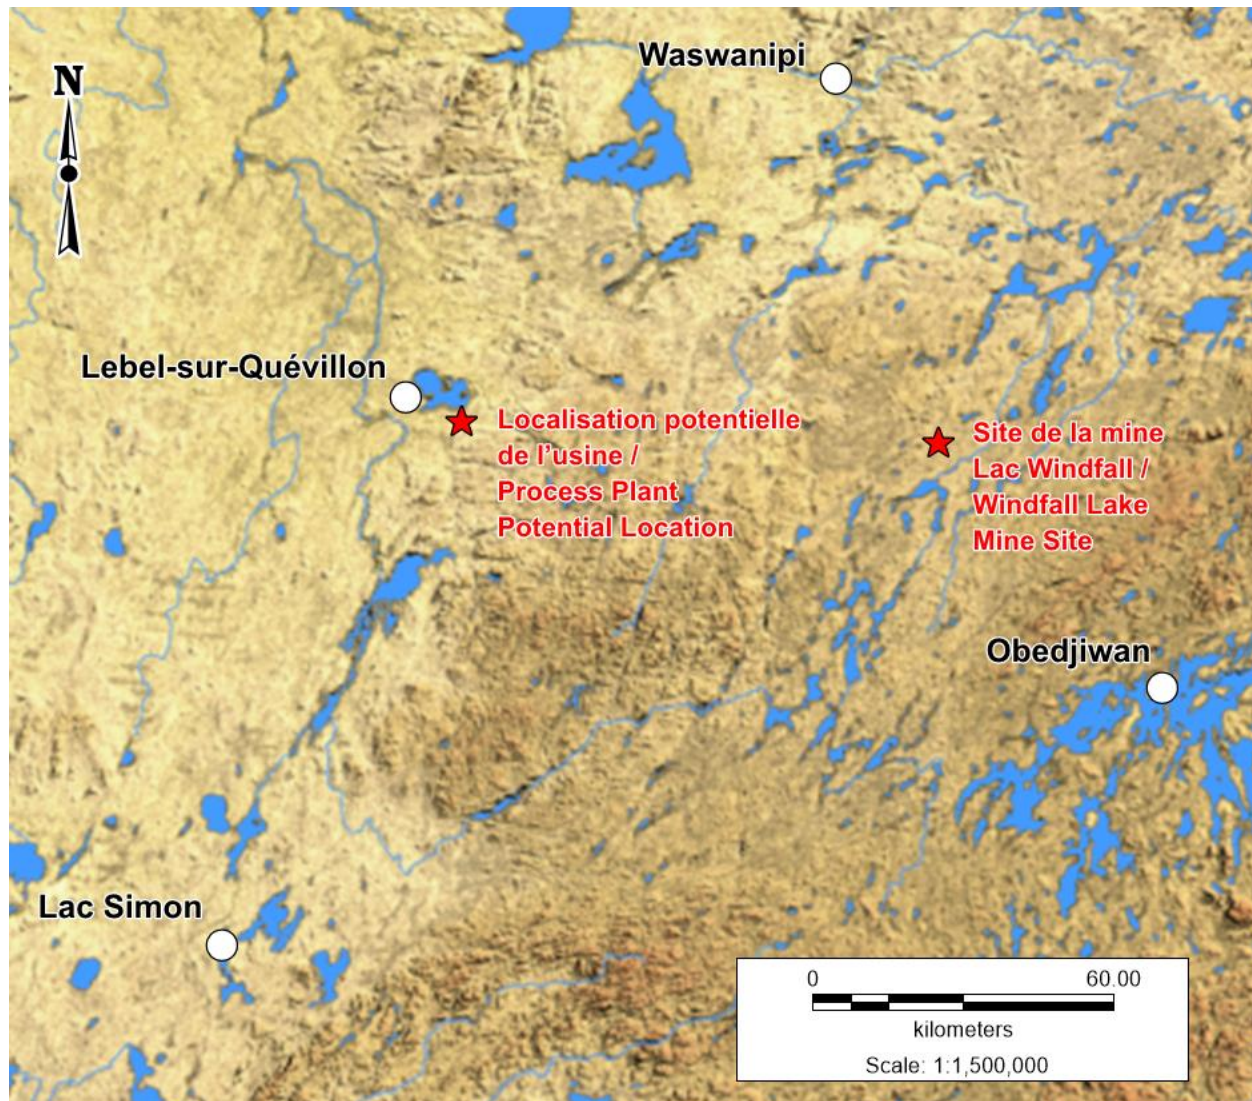 Waswanipi
N
Lebel-sur-Quévillon
Localisation potentielle
de l'usine /
Process Plant
Potential Location
Site de la mine
Lac Windfall /
Windfall Lake
Mine Site
Obedjiwan
Lac Simon
0 60.00
kilometers
Scale: 1:1,500,000